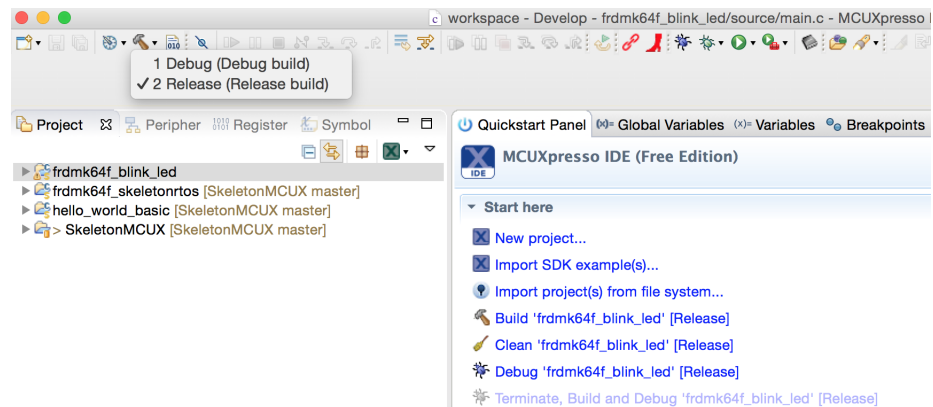 workspace - Develop - frdmk64f_blink_led/source/main.c - MCUXpresso
1 Debug (Debug build)
✓ 2 Release (Release build)
Project Peripher Register Symbol
frdmk64f_blink_led
frdmk64f_skeletonrtos [SkeletonMCUX master]
hello_world_basic [SkeletonMCUX master]
> SkeletonMCUX [SkeletonMCUX master]
Quickstart Panel (x)= Global Variables (x)= Variables Breakpoints
IDE
MCUXpresso IDE (Free Edition)
Start here
New project...
Import SDK example(s)...
Import project(s) from file system...
Build 'frdmk64f_blink_led' [Release]
Clean 'frdmk64f_blink_led' [Release]
Debug 'frdmk64f_blink_led' [Release]
Terminate, Build and Debug 'frdmk64f_blink_led' [Release]